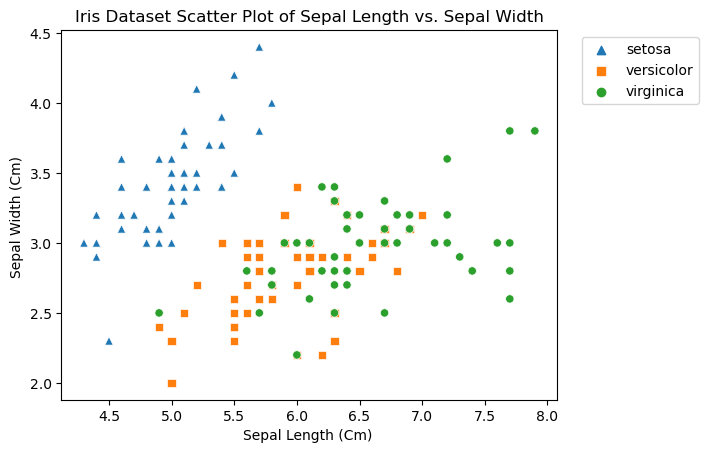 Iris Dataset Scatter Plot of Sepal Length vs. Sepal Width
setosa
versicolor
virginica
Sepal Width (Cm)
4.5
4.0
3.5
3.0
2.5
2.0
4.5 5.0 5.5 6.0 6.5 7.0 7.5 8.0
Sepal Length (Cm)